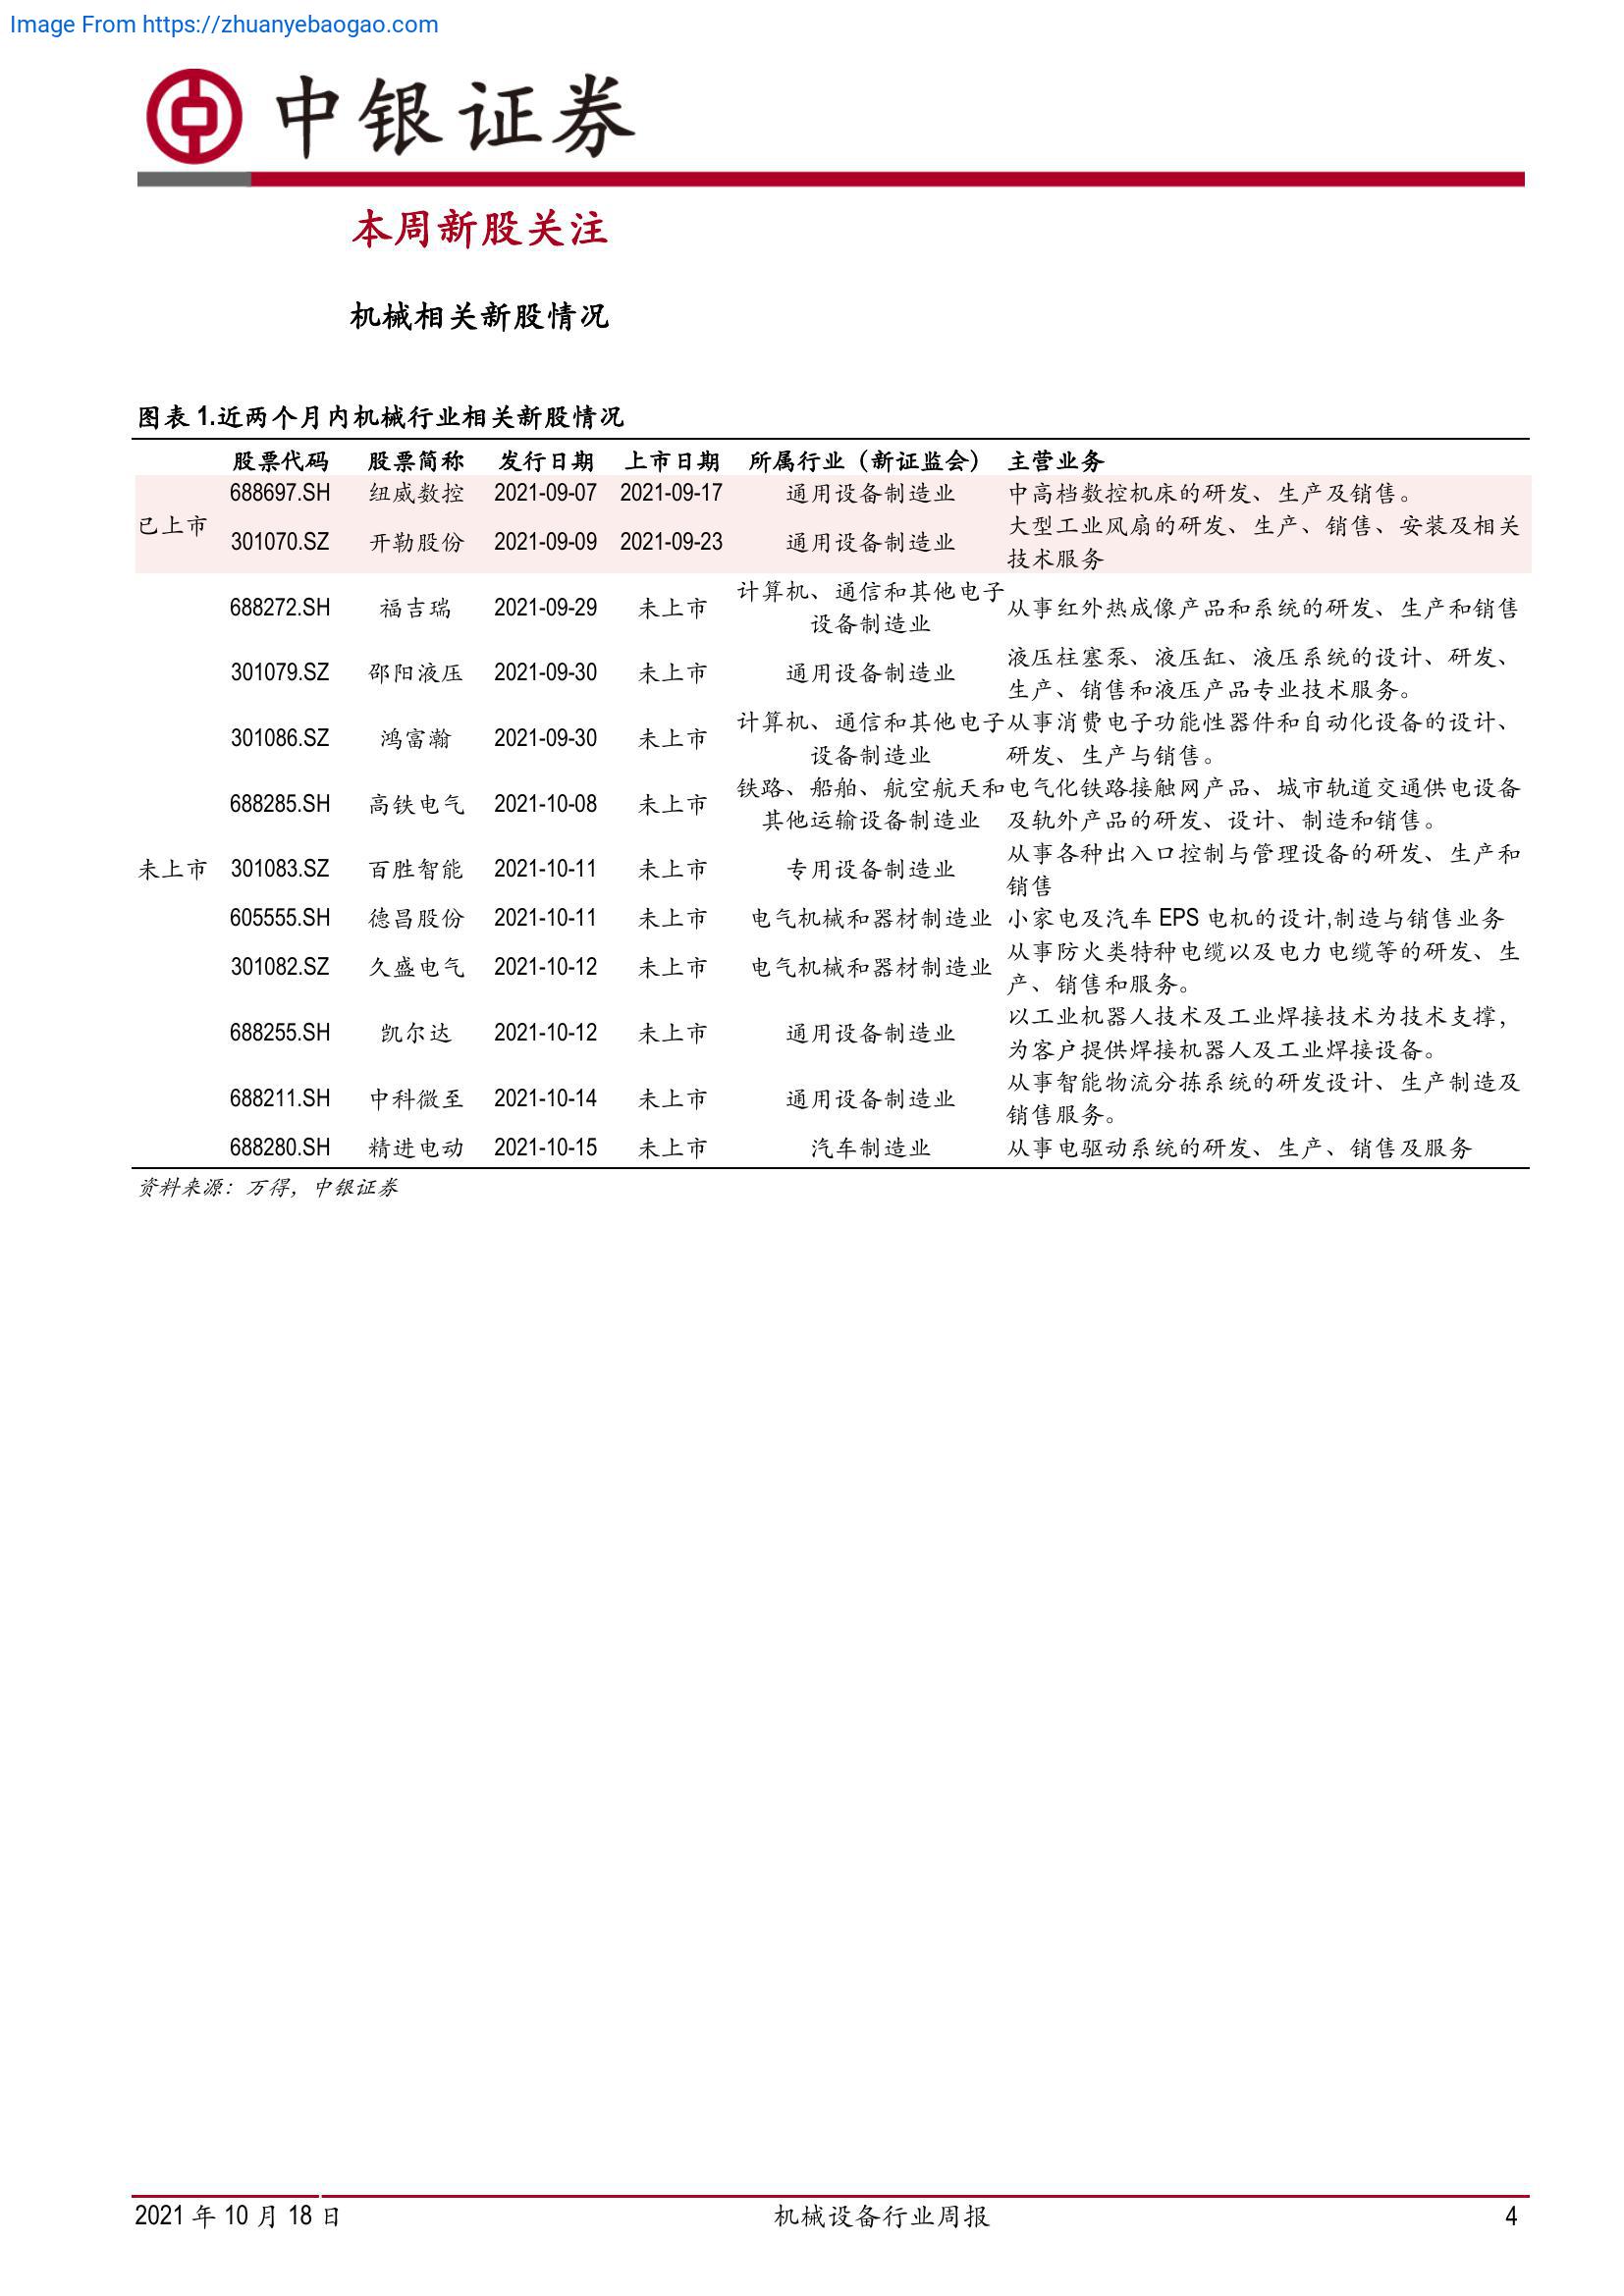 Image From https://zhuanyebaogao.com
中银证券
本周新股关注
机械相关新股情况
图表 1.近两个月内机械行业相关新股情况
股票代码 股票简称 发行日期 上市日期 所属行业（新证监会） 主营业务
已上市
688697.SH 纽威数控 2021-09-07 2021-09-17 通用设备制造业 中高档数控机床的研发、生产及销售。
301070.SZ 开勒股份 2021-09-09 2021-09-23 通用设备制造业 大型工业风扇的研发、生产、销售、安装及相关
技术服务
未上市
688272.SH 福吉瑞 2021-09-29 未上市 计算机、通信和其他电子
设备制造业 从事红外热成像产品和系统的研发、生产和销售
301079.SZ 邵阳液压 2021-09-30 未上市 通用设备制造业 液压柱塞泵、液压缸、液压系统的设计、研发、
生产、销售和液压产品专业技术服务。
301086.SZ 鸿富瀚 2021-09-30 未上市 计算机、通信和其他电子 从事消费电子功能性器件和自动化设备的设计、
设备制造业 研发、生产与销售。
688285.SH 高铁电气 2021-10-08 未上市 铁路、船舶、航空航天和 电气化铁路接触网产品、城市轨道交通供电设备
其他运输设备制造业 及轨外产品的研发、设计、制造和销售。
301083.SZ 百胜智能 2021-10-11 未上市 专用设备制造业 从事各种出入口控制与管理设备的研发、生产和
销售
605555.SH 德昌股份 2021-10-11 未上市 电气机械和器材制造业 小家电及汽车 EPS 电机的设计,制造与销售业务
301082.SZ 久盛电气 2021-10-12 未上市 电气机械和器材制造业 从事防火类特种电缆以及电力电缆等的研发、生
产、销售和服务。
688255.SH 凯尔达 2021-10-12 未上市 通用设备制造业 以工业机器人技术及工业焊接技术为技术支撑，
为客户提供焊接机器人及工业焊接设备。
688211.SH 中科微至 2021-10-14 未上市 通用设备制造业 从事智能物流分拣系统的研发设计、生产制造及
销售服务。
688280.SH 精进电动 2021-10-15 未上市 汽车制造业 从事电驱动系统的研发、生产、销售及服务
资料来源：万得，中银证券
2021 年 10 月 18 日 机械设备行业周报 4